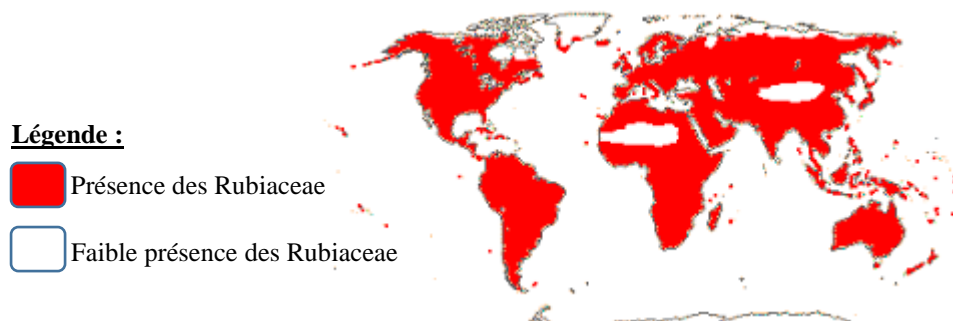 Légende :
Présence des Rubiaceae
Faible présence des Rubiaceae